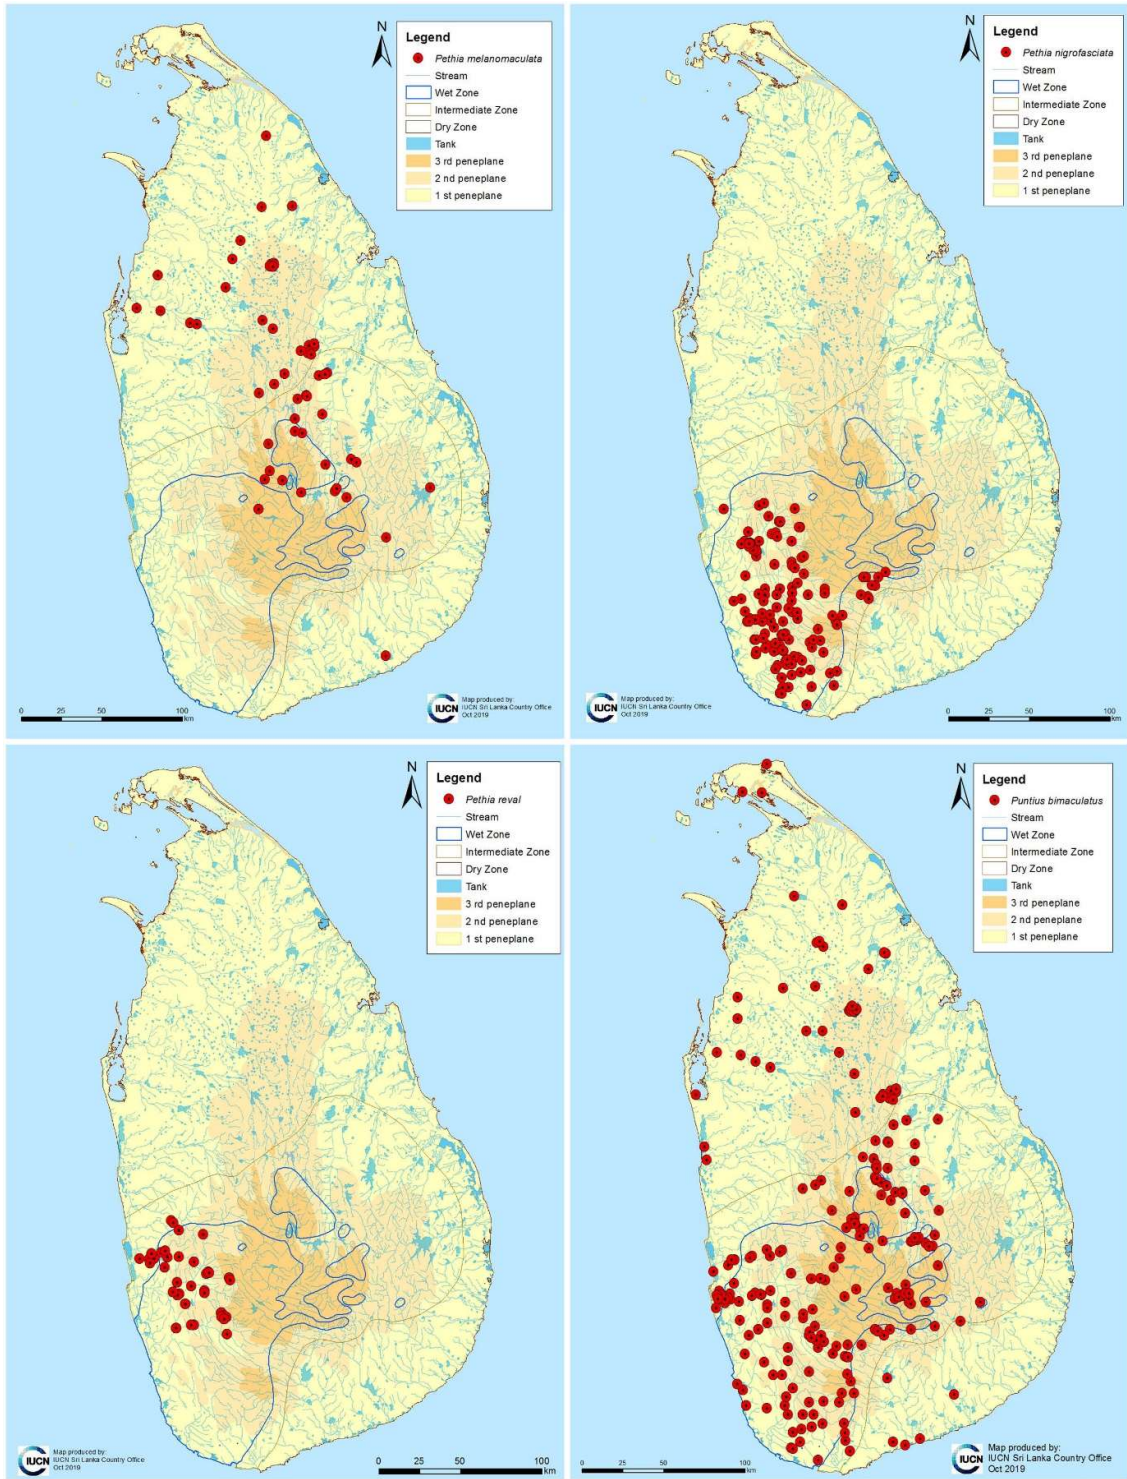 N
Legend
Pethia melanomaculata
Stream
Wet Zone
Intermediate Zone
Dry Zone
Tank
3 rd peneplane
2 nd peneplane
1 st peneplane
0 25 50 100
km
IUCN
Map produced by:
IUCN Sri Lanka Country Office
Oct 2019
N
Legend
Pethia nigrofasciata
Stream
Wet Zone
Intermediate Zone
Dry Zone
Tank
3 rd peneplane
2 nd peneplane
1 st peneplane
IUCN
Map produced by:
IUCN Sri Lanka Country Office
Oct 2019
0 25 50 100
km
N
Legend
Pethia reval
Stream
Wet Zone
Intermediate Zone
Dry Zone
Tank
3 rd peneplane
2 nd peneplane
1 st peneplane
IUCN
Map produced by:
IUCN Sri Lanka Country Office
Oct 2019
0 25 50 100
km
N
Legend
Puntius bimaculatus
Stream
Wet Zone
Intermediate Zone
Dry Zone
Tank
3 rd peneplane
2 nd peneplane
1 st peneplane
0 25 50 100
km
IUCN
Map produced by:
IUCN Sri Lanka Country Office
Oct 2019